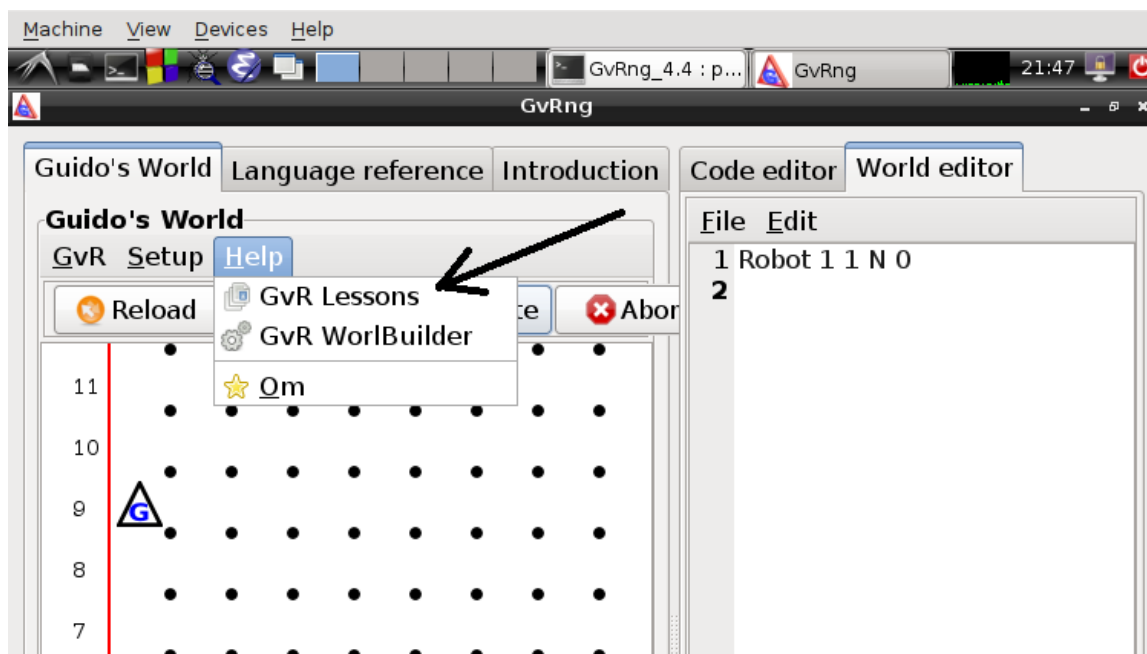 Machine View Devices Help
GvRng_4.4 : p... GvRng 21:47
GvRng
Guido's World Language reference Introduction Code editor World editor
Guido's World
GvR Setup Help
File Edit
1 Robot 1 1 N 0
2
GvR Lessons
Reload te Abor
GvR WorlBuilder
Om
11
10
9 G
8
7